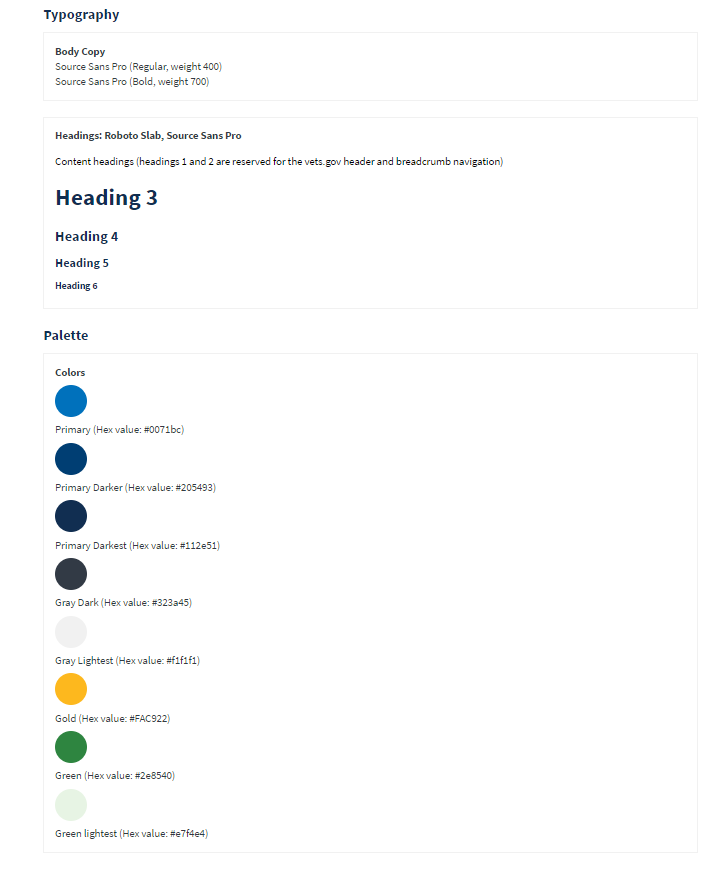 Typography
Body Copy
Source Sans Pro (Regular, weight 400)
Source Sans Pro (Bold, weight 700)
Headings: Roboto Slab, Source Sans Pro
Content headings (headings 1 and 2 are reserved for the vets.gov header and breadcrumb navigation)
Heading 3
Heading 4
Heading 5
Heading 6
Palette
Colors
Primary (Hex value: #0071bc)
Primary Darker (Hex value: #205493)
Primary Darkest (Hex value: #112e51)
Gray Dark (Hex value: #323a45)
Gray Lightest (Hex value: #f1f1f1)
Gold (Hex value: #FAC922)
Green (Hex value: #2e8540)
Green lightest (Hex value: #e7f4e4)